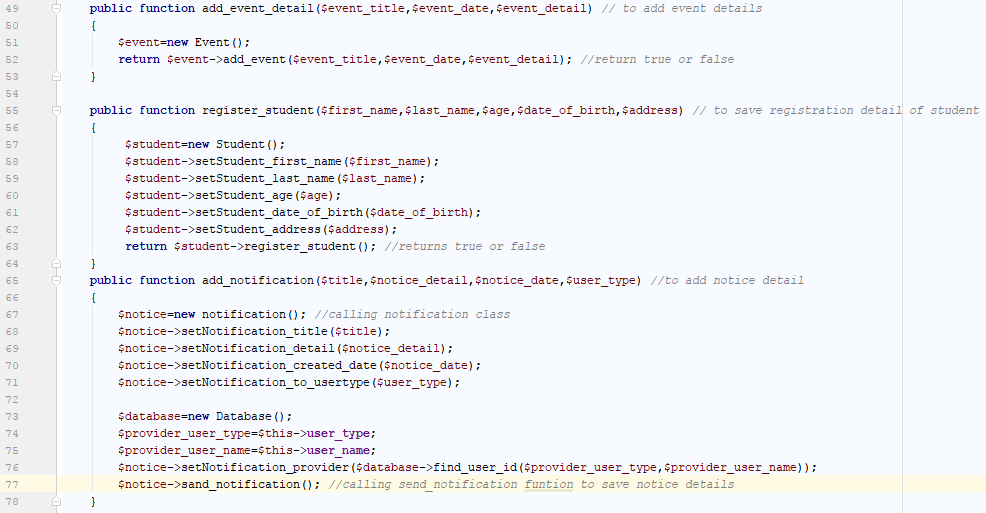 49 public function add_event_detail($event_title,$event_date,$event_detail) // to add event details
50 {
51 $event=new Event();
52 return $event->add_event($event_title,$event_date,$event_detail); //return true or false
53 }
54
55 public function register_student($first_name,$last_name,$age,$date_of_birth,$address) // to save registration detail of student
56 {
57 $student=new Student();
58 $student->setStudent_first_name($first_name);
59 $student->setStudent_last_name($last_name);
60 $student->setStudent_age($age);
61 $student->setStudent_date_of_birth($date_of_birth);
62 $student->setStudent_address($address);
63 return $student->register_student(); //returns true or false
64 }
65 public function add_notification($title,$notice_detail,$notice_date,$user_type) //to add notice detail
66 {
67 $notice=new notification(); //calling notification class
68 $notice->setNotification_title($title);
69 $notice->setNotification_detail($notice_detail);
70 $notice->setNotification_created_date($notice_date);
71 $notice->setNotification_to_usertype($user_type);
72
73 $database=new Database();
74 $provider_user_type=$this->user_type;
75 $provider_user_name=$this->user_name;
76 $notice->setNotification_provider($database->find_user_id($provider_user_type,$provider_user_name));
77 $notice->sand_notification(); //calling send_notification funtion to save notice details
78 }